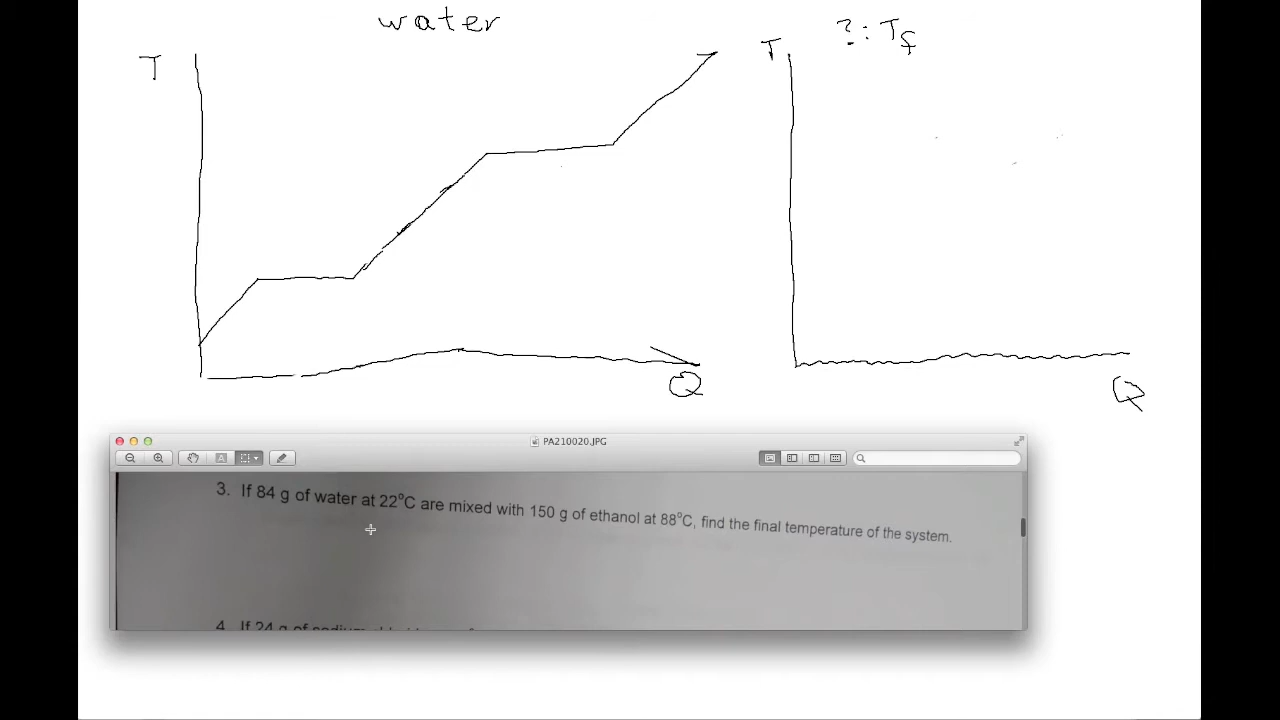 water
? : Tf
T
T
Q
Q
PA210020.JPG
3. If 84 g of water at 22°C are mixed with 150 g of ethanol at 88°C, find the final temperature of the system.
4. If 24 g of